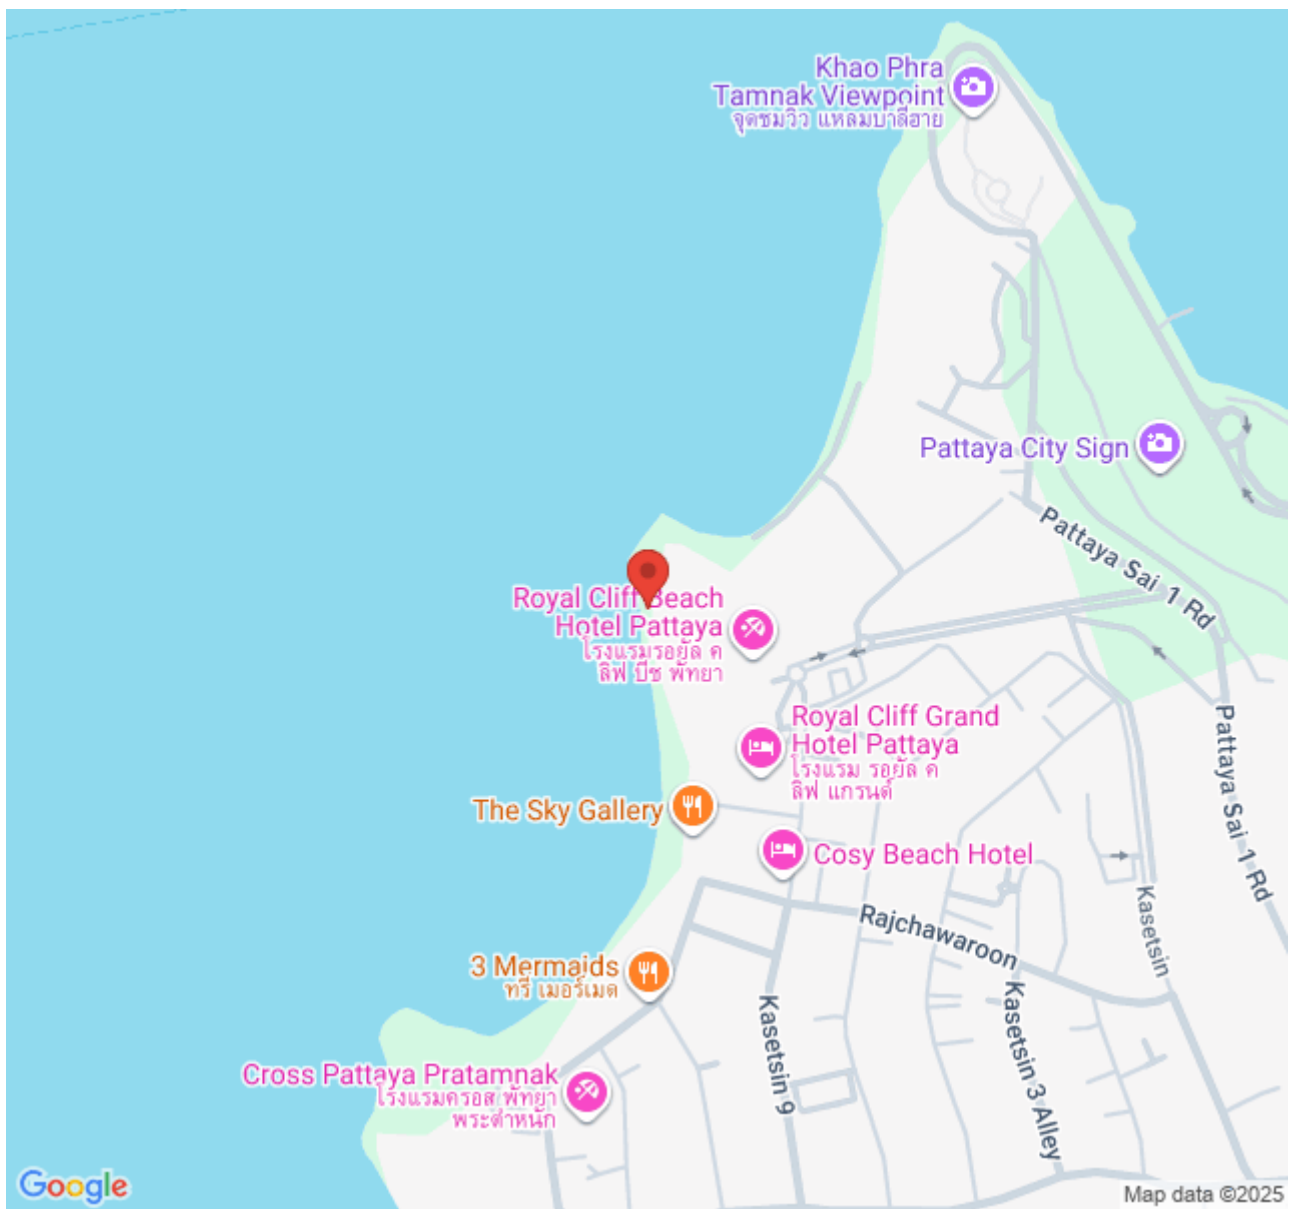 Khao Phra
Tamnak Viewpoint
จุดชมวิว แหลมบาลีฮาย
Pattaya City Sign
Pattaya Sai 1 Rd
Royal Cliff Beach
Hotel Pattaya
โรงแรมรอยัล ค
ลิฟ บีช พัทยา
Royal Cliff Grand
Hotel Pattaya
โรงแรม รอยัล ค
ลิฟ แกรนด์
Pattaya Sai 1 Rd
The Sky Gallery
Cosy Beach Hotel
Rajchawaroon
Kasetsin
3 Mermaids
ทรี เมอร์เมด
Kasetsin 9
Kasetsin 3 Alley
Cross Pattaya Pratamnak
โรงแรมครอส พัทยา
พระตำหนัก
Google
Map data ©2025